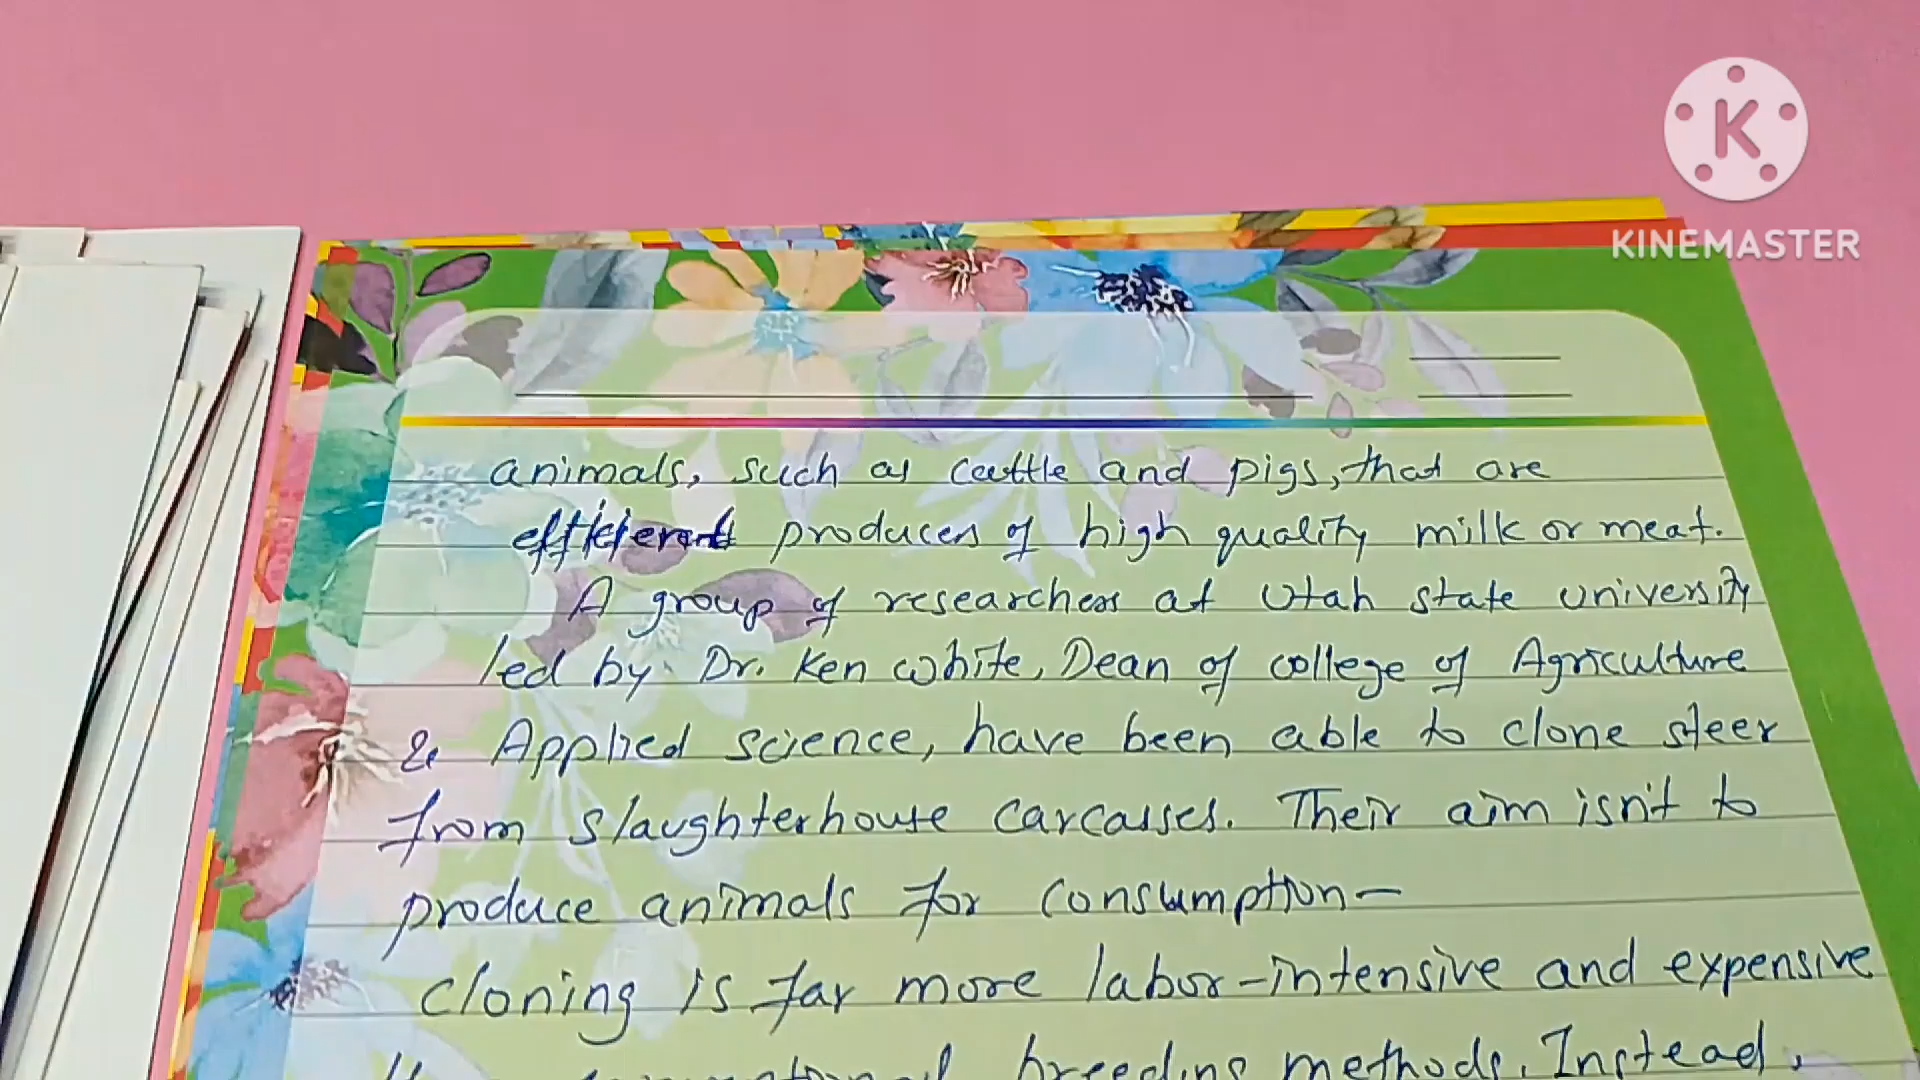 KINEMASTER
animals, such as cattle and pigs, that are
efficient produces of high quality milk or meat.
A group of researchers at Utah state university
led by Dr. Ken White, Dean of college of Agriculture
& Applied science, have been able to clone steer
from slaughterhouse carcasses. Their aim isn't to
produce animals for consumption—
cloning is far more labor-intensive and expensive
breeding methods. Instead,